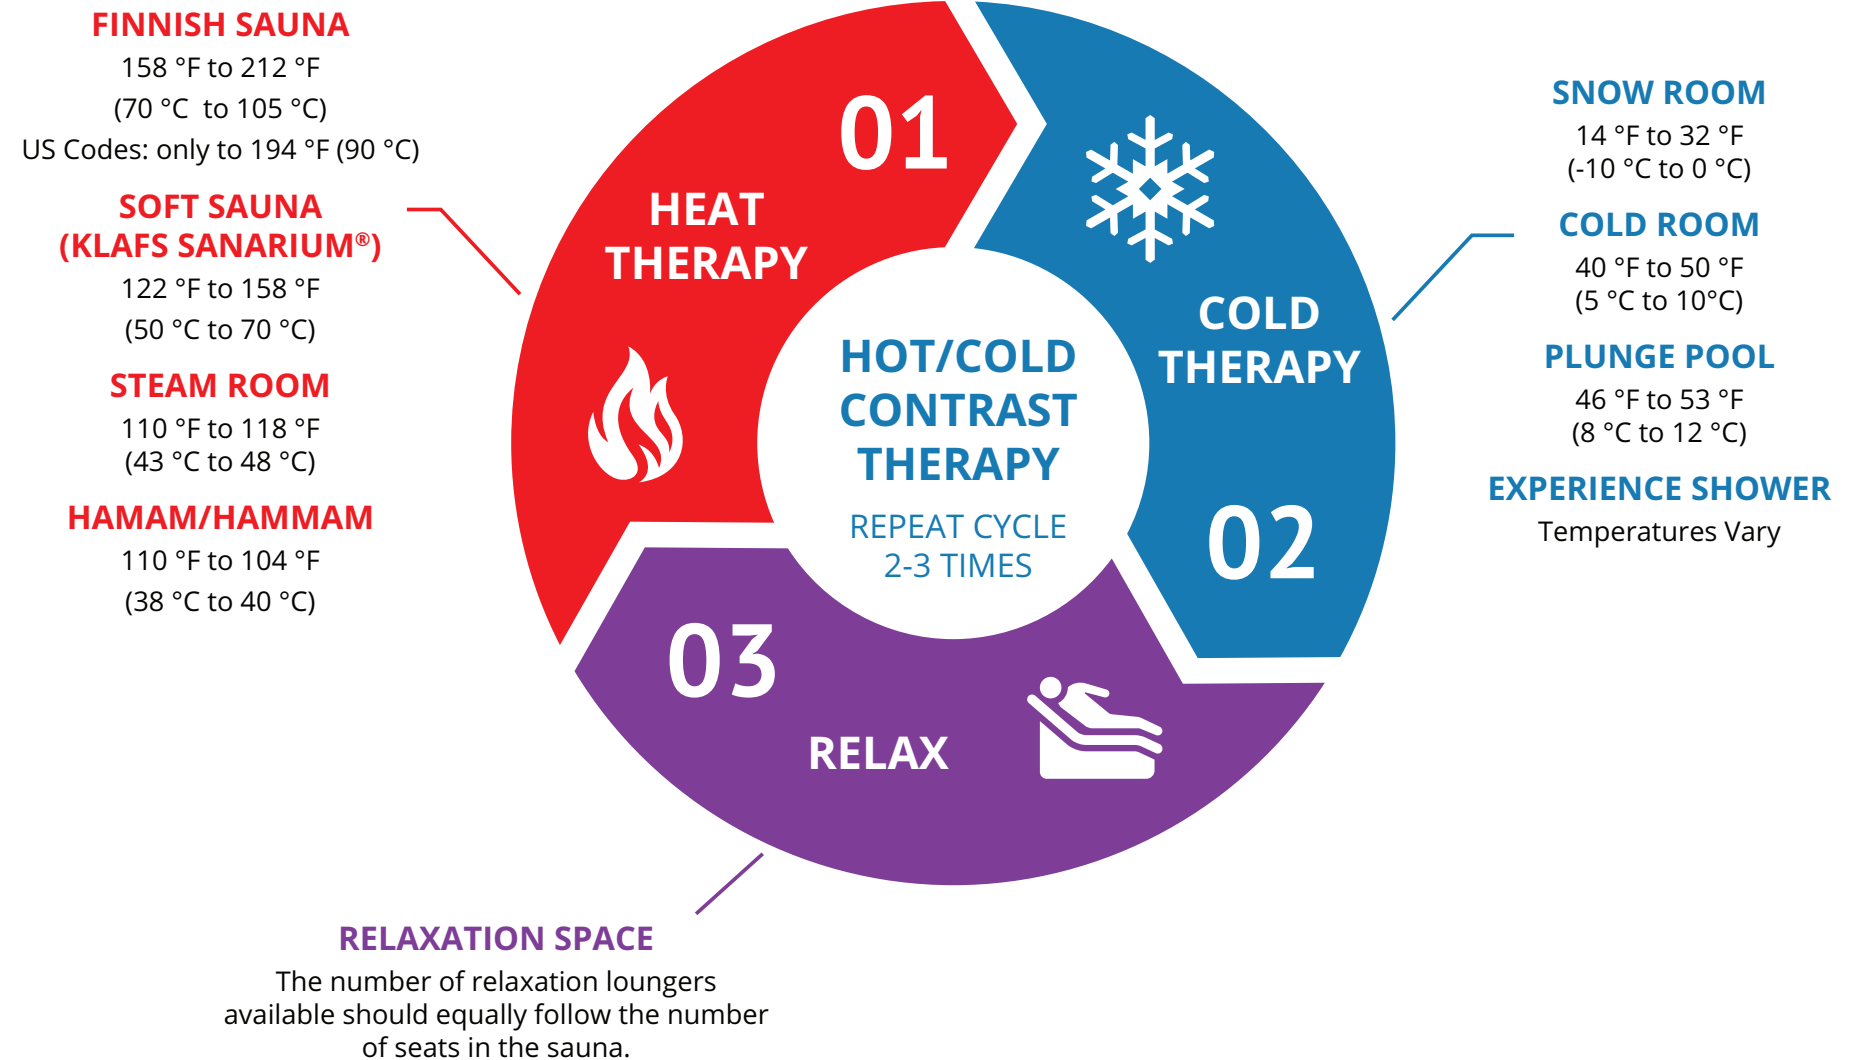 FINNISH SAUNA
158 °F to 212 °F
(70 °C  to 105 °C)
US Codes: only to 194 °F (90 °C)
SOFT SAUNA
(KLAFS SANARIUM®)
122 °F to 158 °F
(50 °C to 70 °C)
STEAM ROOM
110 °F to 118 °F
(43 °C to 48 °C)
HAMAM/HAMMAM
110 °F to 104 °F
(38 °C to 40 °C)
01
HEAT
THERAPY
HOT/COLD
CONTRAST
THERAPY
REPEAT CYCLE
2-3 TIMES
COLD
THERAPY
02
SNOW ROOM
14 °F to 32 °F
(-10 °C to 0 °C)
COLD ROOM
40 °F to 50 °F
(5 °C to 10°C)
PLUNGE POOL
46 °F to 53 °F
(8 °C to 12 °C)
EXPERIENCE SHOWER
Temperatures Vary
03
RELAX
RELAXATION SPACE
The number of relaxation loungers
available should equally follow the number
of seats in the sauna.